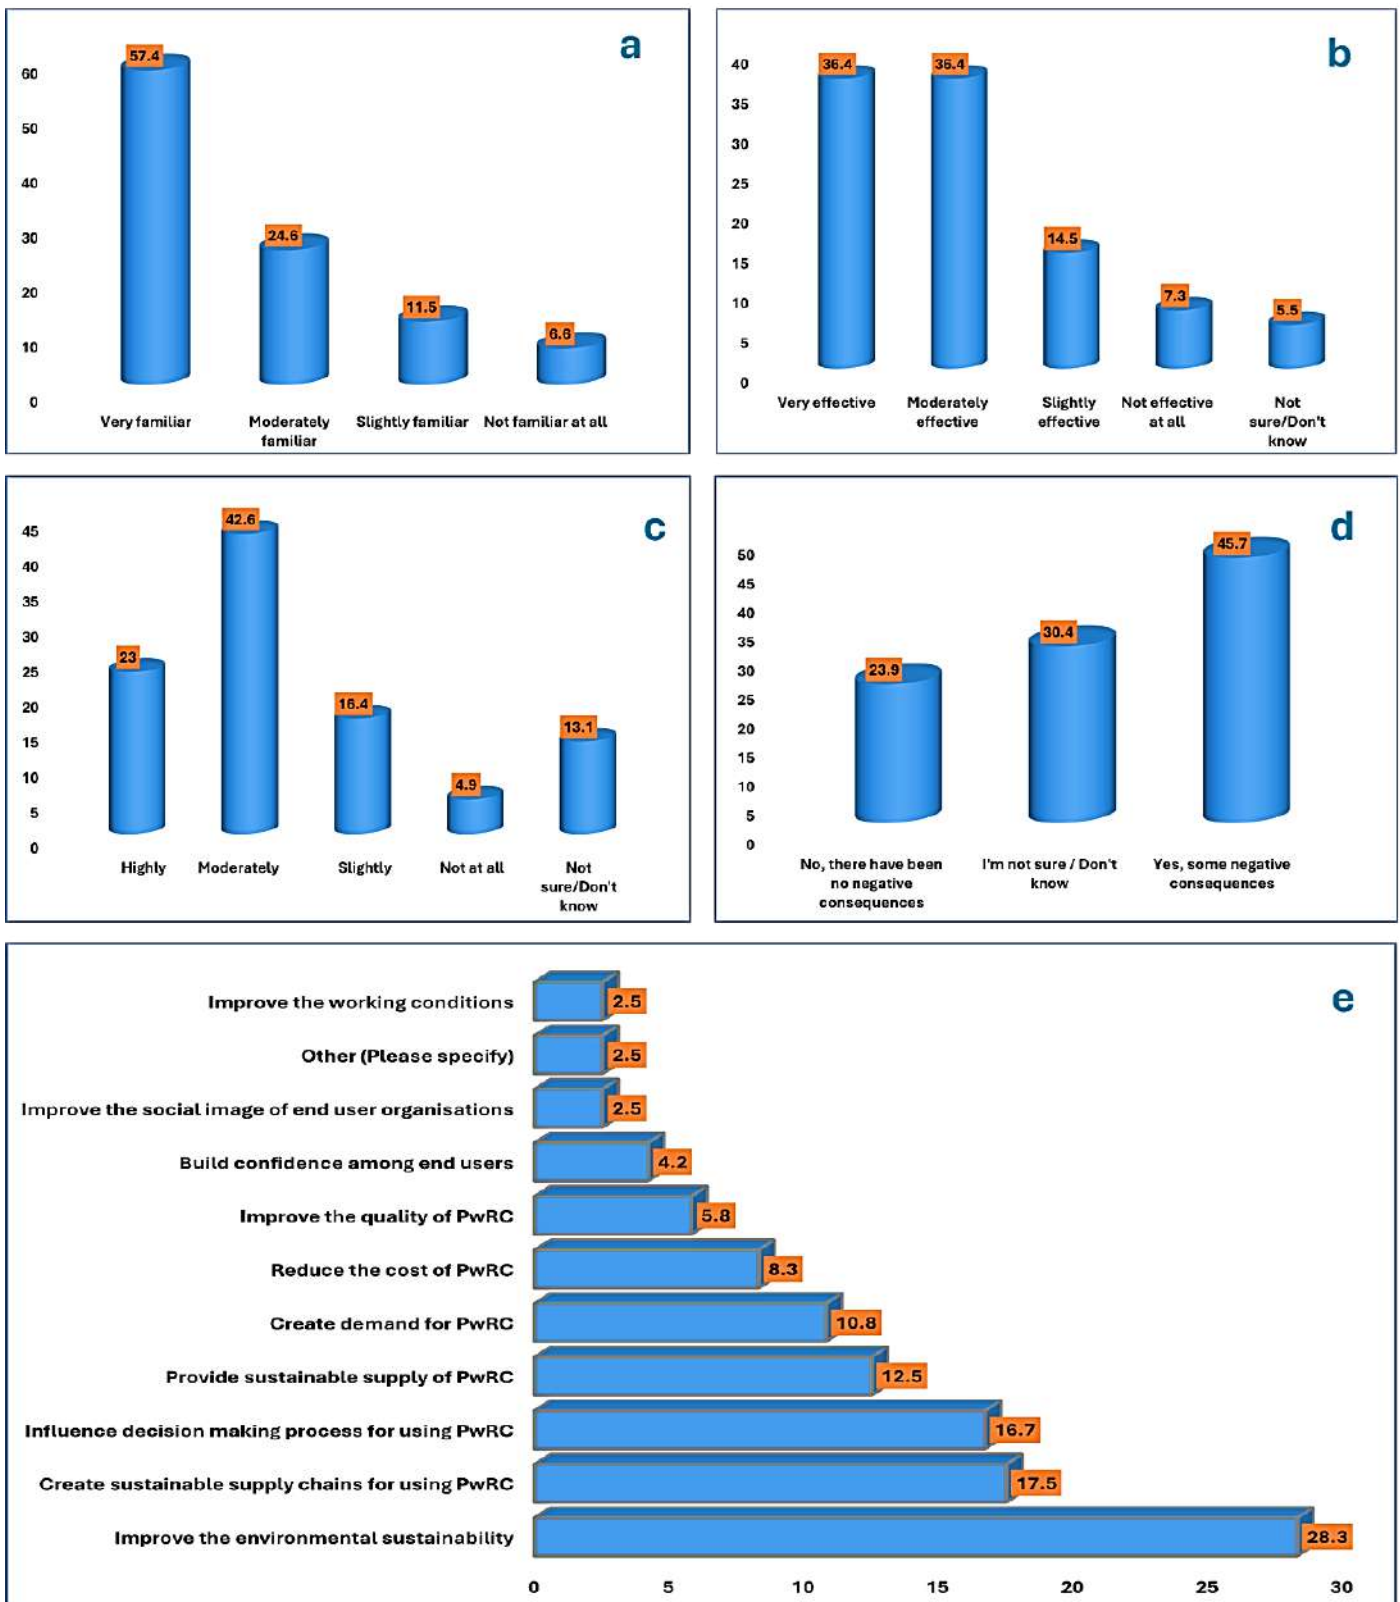 a
57.4
24.6
11.5
6.6
60
50
40
30
20
10
0
Very familiar
Moderately
familiar
Slightly familiar
Not familiar at all
b
36.4
36.4
14.5
7.3
5.5
40
35
30
25
20
15
10
5
0
Very effective
Moderately
effective
Slightly
effective
Not effective
at all
Not
sure/Don't
know
c
23
42.6
16.4
4.9
13.1
45
40
35
30
25
20
15
10
5
0
Highly
Moderately
Slightly
Not at all
Not
sure/Don't
know
d
23.9
30.4
45.7
50
45
40
35
30
25
20
15
10
5
0
No, there have been
no negative
consequences
I'm not sure / Don't
know
Yes, some negative
consequences
e
Improve the working conditions 2.5
Other (Please specify) 2.5
Improve the social image of end user organisations 2.5
Build confidence among end users 4.2
Improve the quality of PwRC 5.8
Reduce the cost of PwRC 8.3
Create demand for PwRC 10.8
Provide sustainable supply of PwRC 12.5
Influence decision making process for using PwRC 16.7
Create sustainable supply chains for using PwRC 17.5
Improve the environmental sustainability 28.3
0 5 10 15 20 25 30